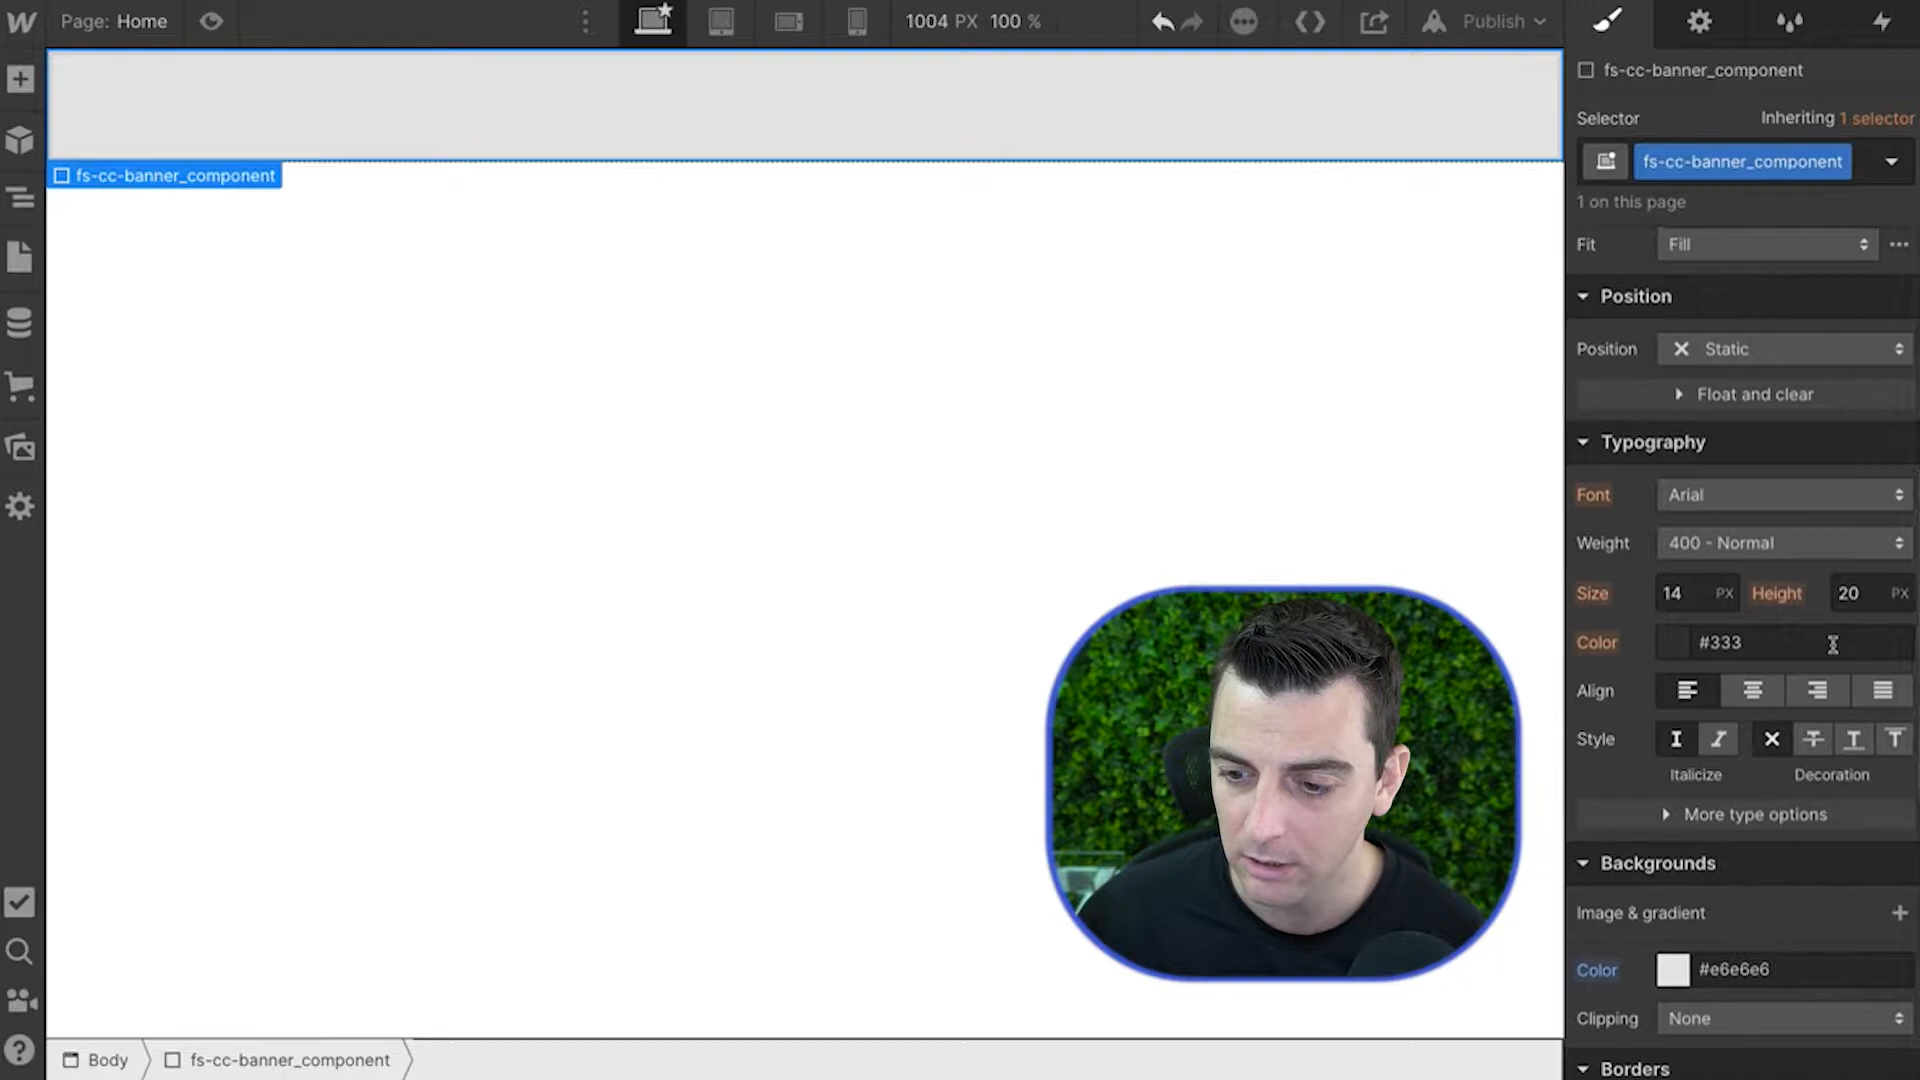 Page: Home
1004 PX 100 %
Publish
fs-cc-banner_component
fs-cc-banner_component
Selector
Inheriting 1 selector
fs-cc-banner_component
1 on this page
Fit
Fill
Position
Position
Static
Float and clear
Typography
Font
Arial
Weight
400 - Normal
Size
14 PX
Height
20 PX
Color
#333
Align
Style
Italicize
Decoration
More type options
Backgrounds
Image & gradient
Color
#e6e6e6
Clipping
None
Borders
Body
fs-cc-banner_component